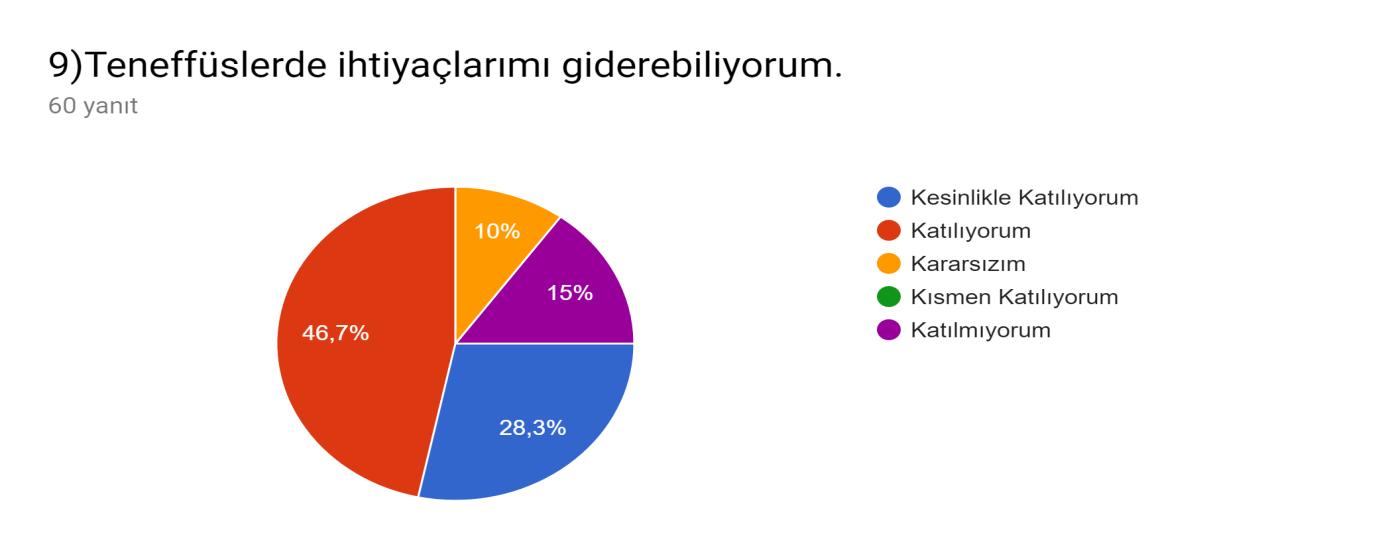 9)Teneffüslerde ihtiyaçlarımı giderebiliyorum.
60 yanıt
10%
15%
46,7%
28,3%
Kesinlikle Katılıyorum
Katılıyorum
Kararsızım
Kısmen Katılıyorum
Katılmıyorum